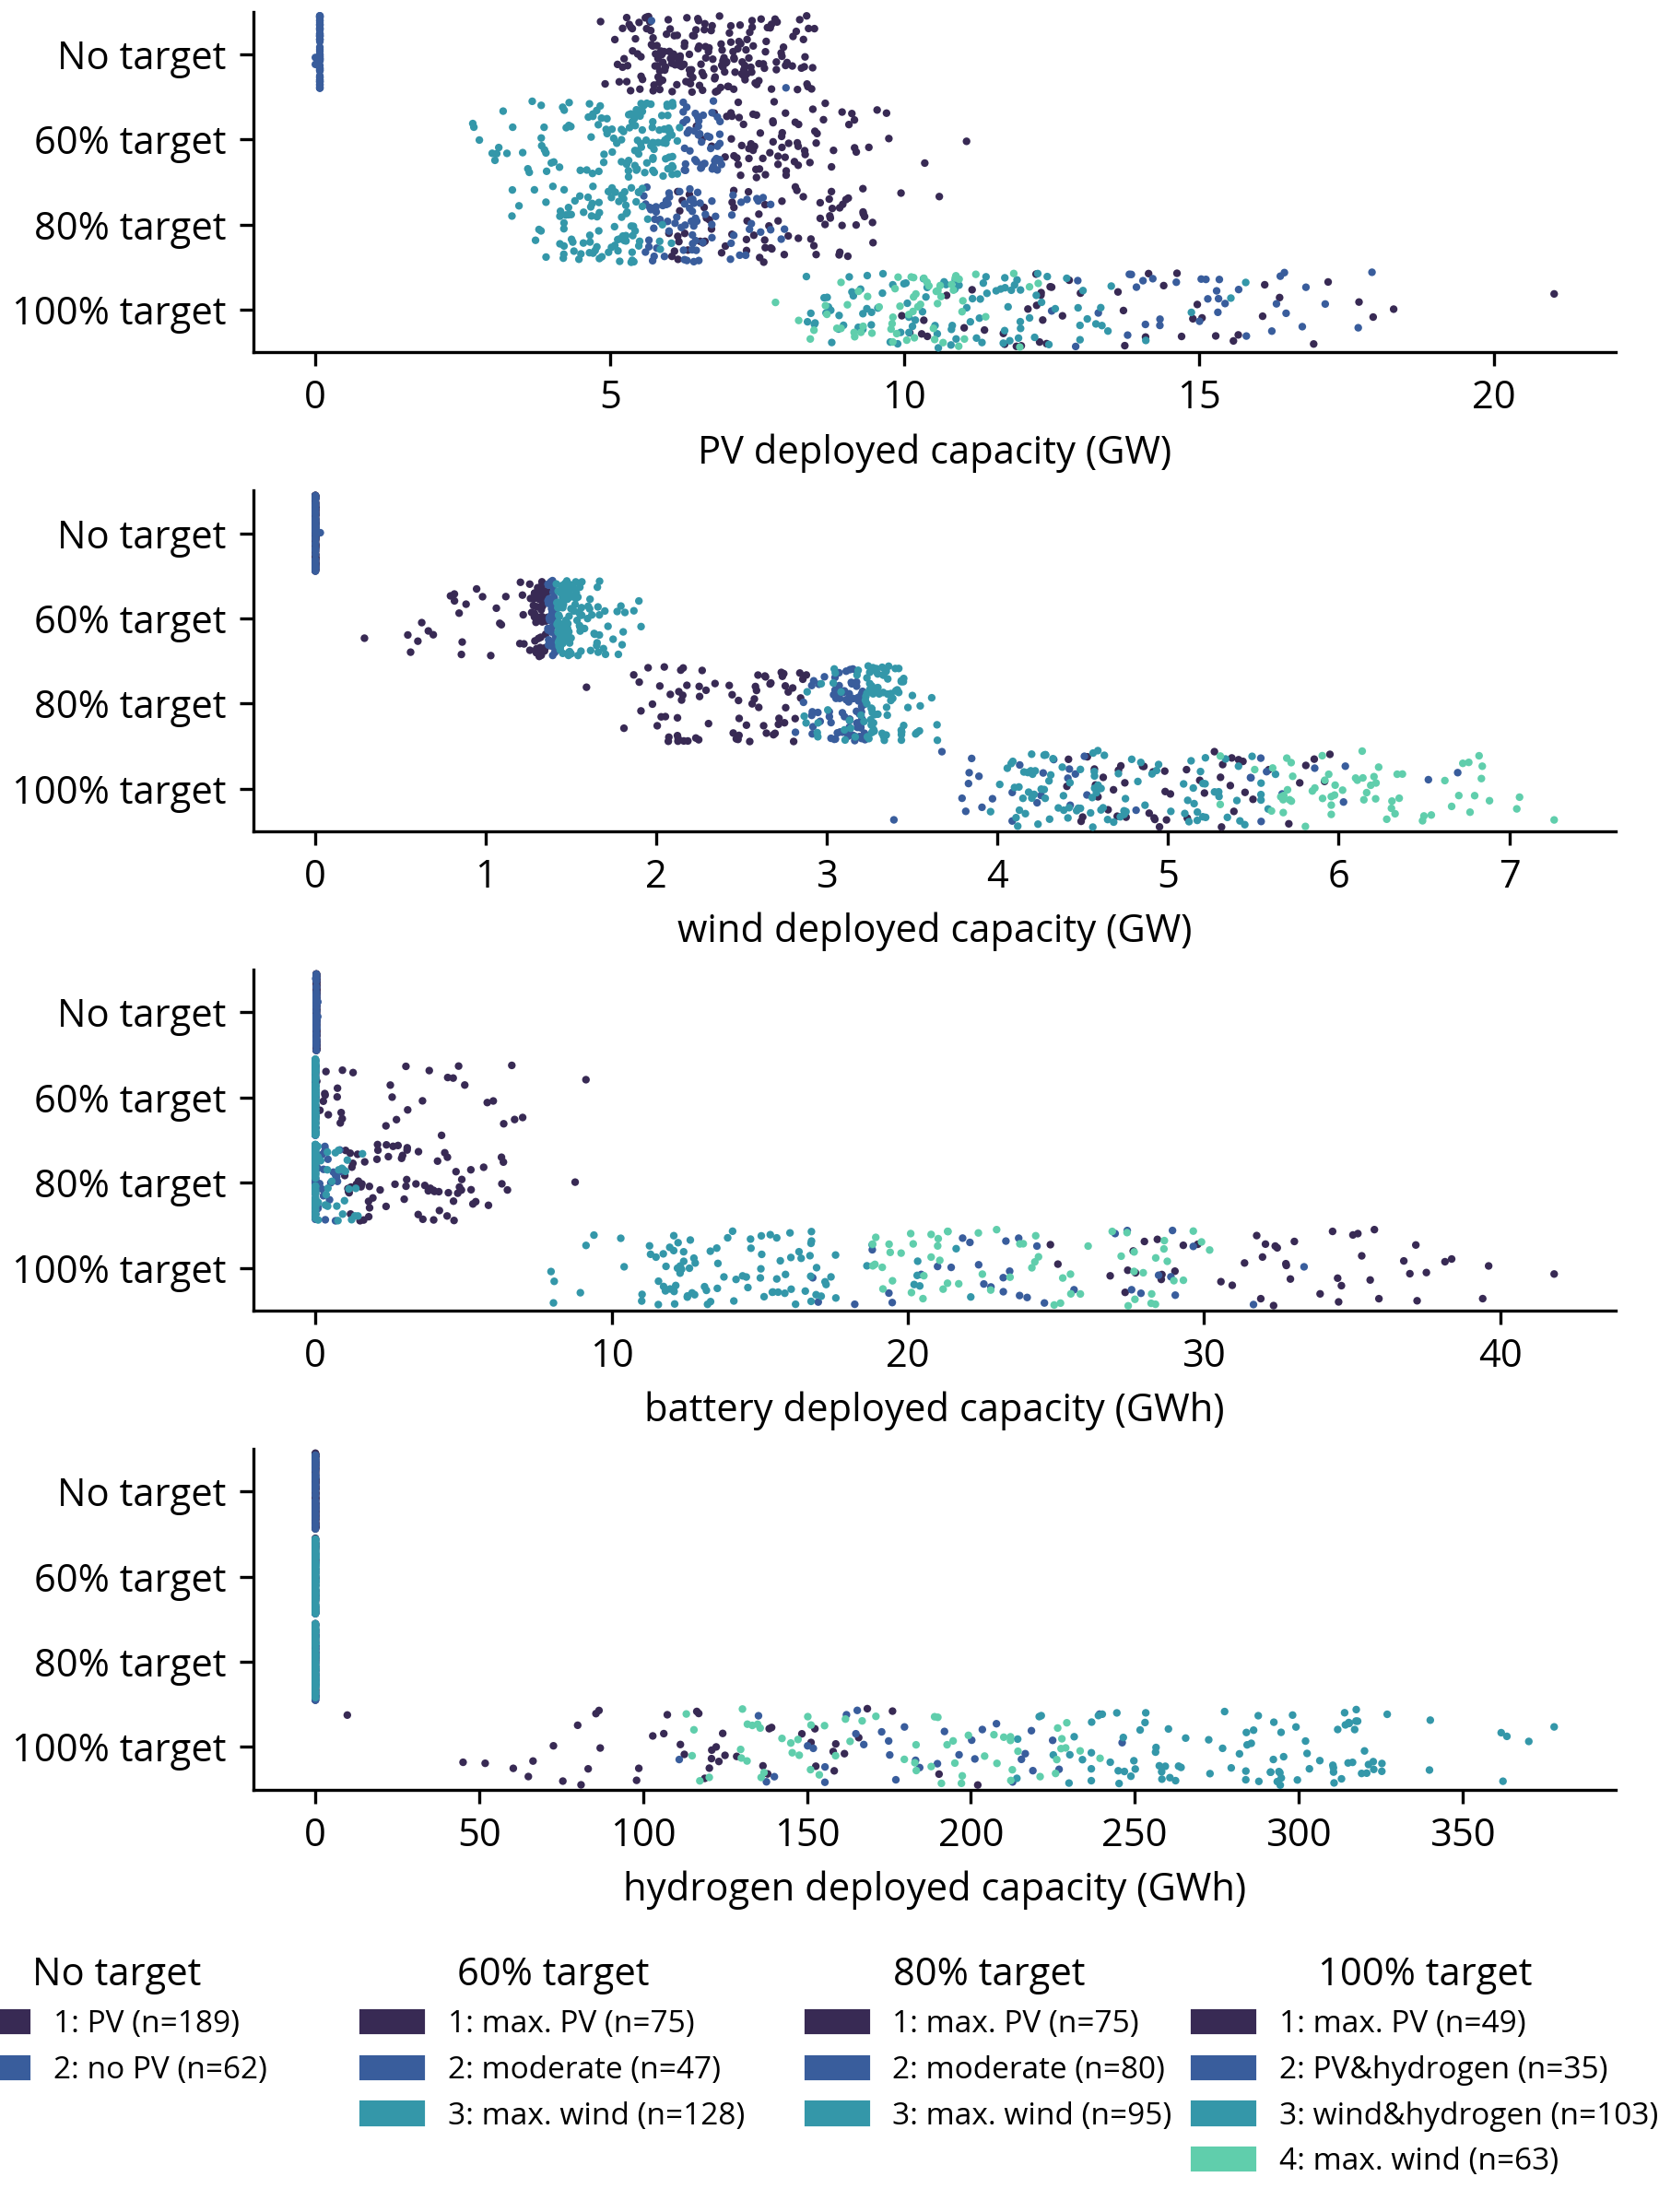 No target
60% target
80% target
100% target
0 5 10 15 20
PV deployed capacity (GW)
No target
60% target
80% target
100% target
0 1 2 3 4 5 6 7
wind deployed capacity (GW)
No target
60% target
80% target
100% target
0 10 20 30 40
battery deployed capacity (GWh)
No target
60% target
80% target
100% target
0 50 100 150 200 250 300 350
hydrogen deployed capacity (GWh)
No target
1: PV (n=189)
2: no PV (n=62)
60% target
1: max. PV (n=75)
2: moderate (n=47)
3: max. wind (n=128)
80% target
1: max. PV (n=75)
2: moderate (n=80)
3: max. wind (n=95)
100% target
1: max. PV (n=49)
2: PV&hydrogen (n=35)
3: wind&hydrogen (n=103)
4: max. wind (n=63)